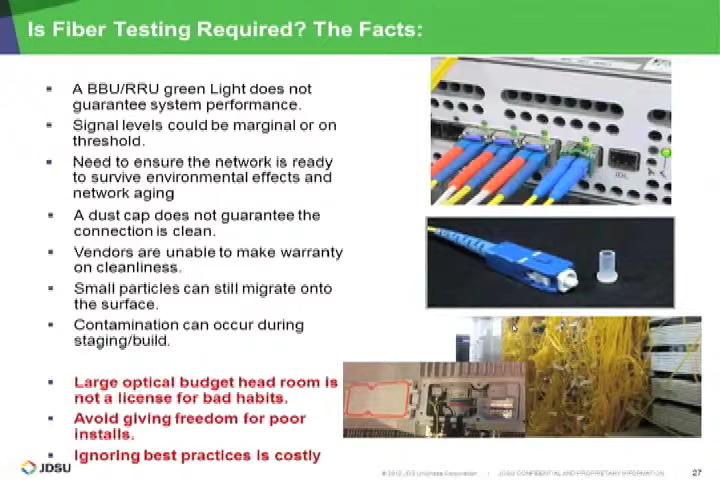 Is Fiber Testing Required? The Facts:
▪ A BBU/RRU green Light does not
guarantee system performance.
▪ Signal levels could be marginal or on
threshold.
▪ Need to ensure the network is ready
to survive environmental effects and
network aging
▪ A dust cap does not guarantee the
connection is clean.
▪ Vendors are unable to make warranty
on cleanliness.
▪ Small particles can still migrate onto
the surface.
▪ Contamination can occur during
staging/build.
▪ Large optical budget head room is
not a license for bad habits.
▪ Avoid giving freedom for poor
installs.
▪ Ignoring best practices is costly
JDSU
© 2012 JDS Uniphase Corporation | JDSU CONFIDENTIAL AND PROPRIETARY INFORMATION
27